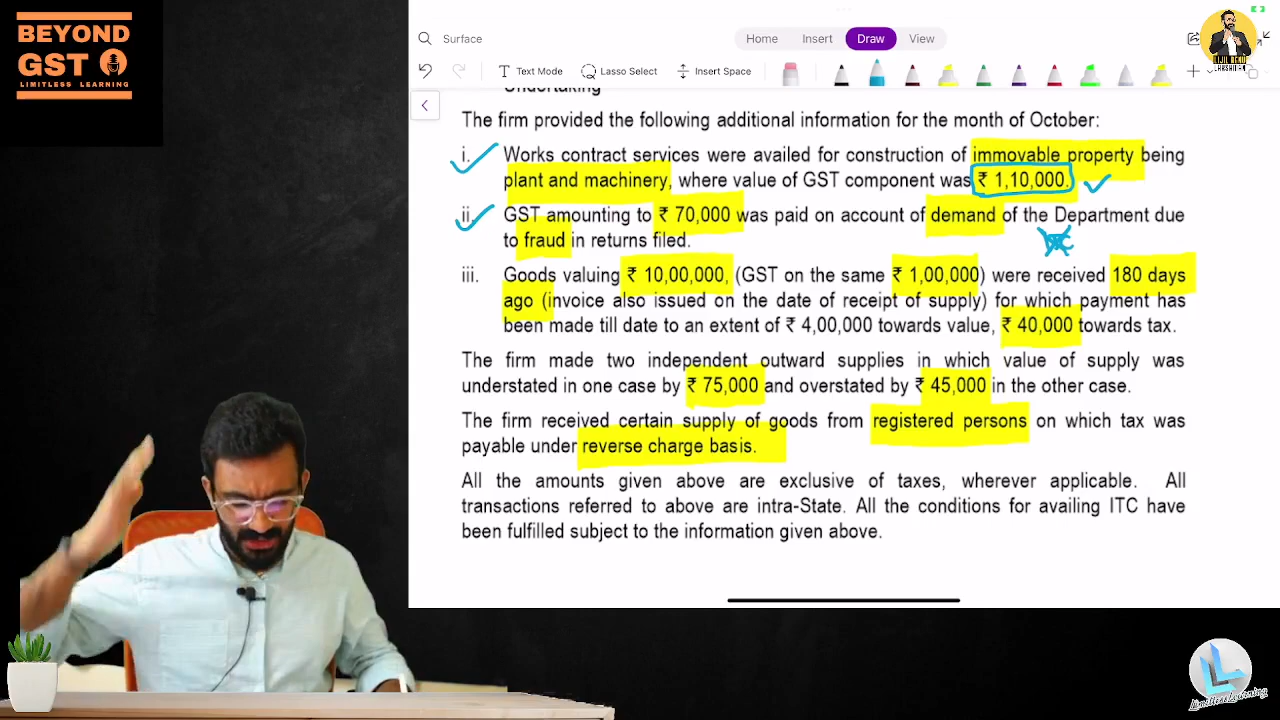 BEYOND
GST
LIMITLESS LEARNING
Surface
Home Insert Draw View
Text Mode Lasso Select Insert Space
Undertaking
The firm provided the following additional information for the month of October:
i. Works contract services were availed for construction of immovable property being
plant and machinery, where value of GST component was ₹ 1,10,000.
ii. GST amounting to ₹ 70,000 was paid on account of demand of the Department due
to fraud in returns filed.
iii. Goods valuing ₹ 10,00,000, (GST on the same ₹ 1,00,000) were received 180 days
ago (invoice also issued on the date of receipt of supply) for which payment has
been made till date to an extent of ₹ 4,00,000 towards value, ₹ 40,000 towards tax.
The firm made two independent outward supplies in which value of supply was
understated in one case by ₹ 75,000 and overstated by ₹ 45,000 in the other case.
The firm received certain supply of goods from registered persons on which tax was
payable under reverse charge basis.
All the amounts given above are exclusive of taxes, wherever applicable. All
transactions referred to above are intra-State. All the conditions for availing ITC have
been fulfilled subject to the information given above.
Limitless Learning